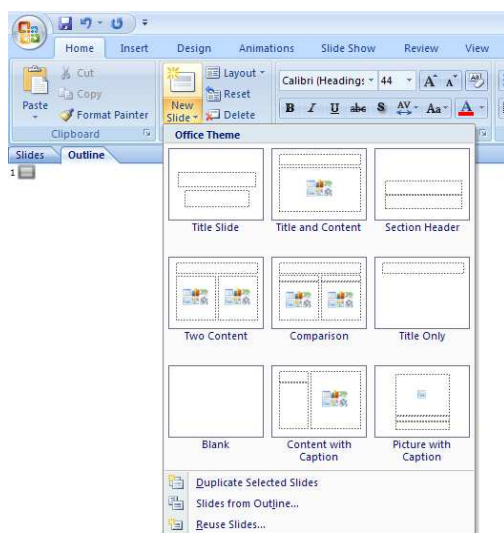 Home Insert Design Animations Slide Show Review View
Cut
Copy
Format Painter
Paste
Clipboard
New
Slide
Layout
Reset
Delete
Calibri (Headings 44 A A
B I U abc S AV Aa A
Slides Outline
1
Office Theme
Title Slide Title and Content Section Header
Two Content Comparison Title Only
Blank Content with Caption Picture with Caption
Duplicate Selected Slides
Slides from Outline...
Reuse Slides...